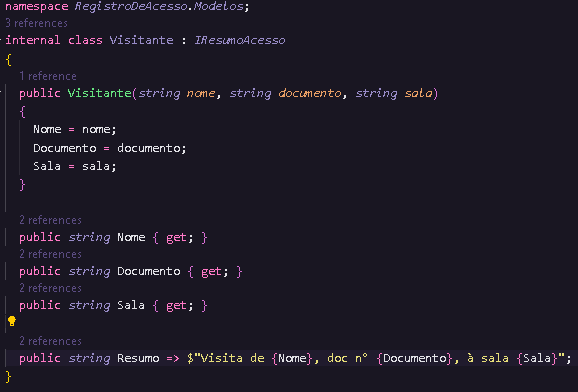 namespace RegistroDeAcesso.Modelos;
3 references
internal class Visitante : IResumoAcesso
{
1 reference
public Visitante(string nome, string documento, string sala)
{
Nome = nome;
Documento = documento;
Sala = sala;
}
2 references
public string Nome { get; }
2 references
public string Documento { get; }
2 references
public string Sala { get; }
2 references
public string Resumo => $"Visita de {Nome}, doc n° {Documento}, à sala {Sala}";
}